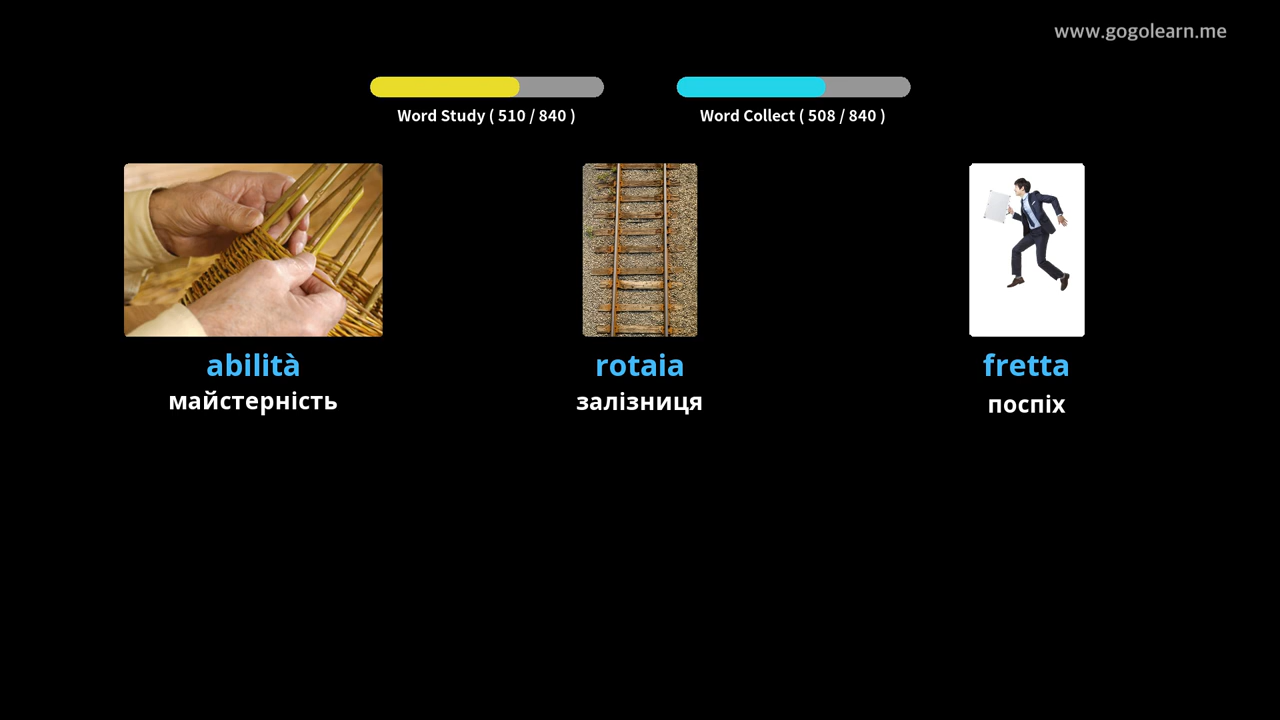 www.gogolearn.me
Word Study ( 510 / 840 )
Word Collect ( 508 / 840 )
abilità
майстерність
rotaia
залізниця
fretta
поспіх